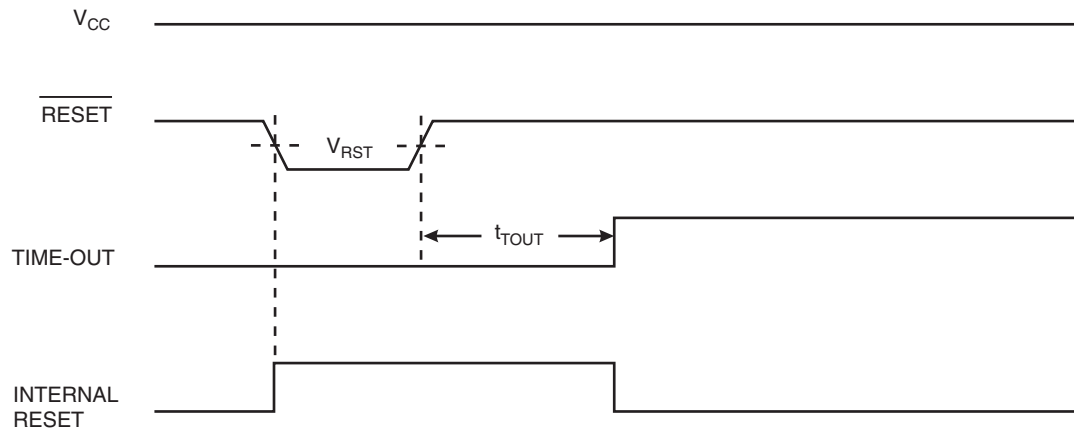 VCC
RESET
VRST
tTOUT
TIME-OUT
INTERNAL
RESET